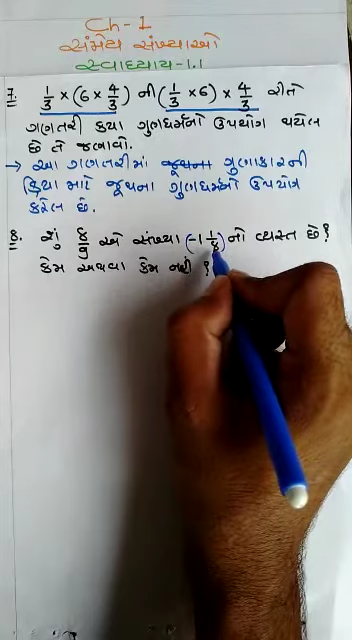 Ch-1
સંમેય સંખ્યાઓ
સ્વાધ્યાય-1.1
7. 1/3 × (6 × 4/3) ની (1/3 × 6) × 4/3 રીતે
ગણતરી કયા ગુણધર્મનો ઉપયોગ થયેલ
છે તે જણાવો.
→ આ ગણતરીમાં જૂથના ગુણાકારની
ક્રિયા માટે જૂથના ગુણધર્મનો ઉપયોગ
કરેલ છે.
8. શું 8/9 એ સંખ્યા (-1 1/8) નો વ્યસ્ત છે?
કેમ અથવા કેમ નહીં ?